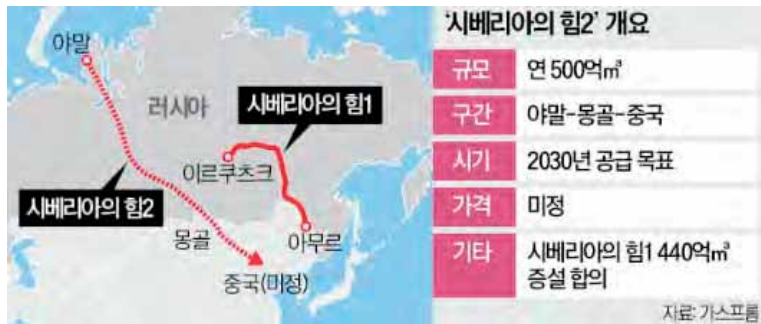 야말
러시아
시베리아의 힘1
이르쿠츠크
시베리아의 힘2
몽골
아무르
중국(미정)
‘시베리아의 힘2’ 개요
규모 연 500억㎥
구간 야말-몽골-중국
시기 2030년 공급 목표
가격 미정
기타 시베리아의 힘1 440억㎥
증설 합의
자료: 가스프롬